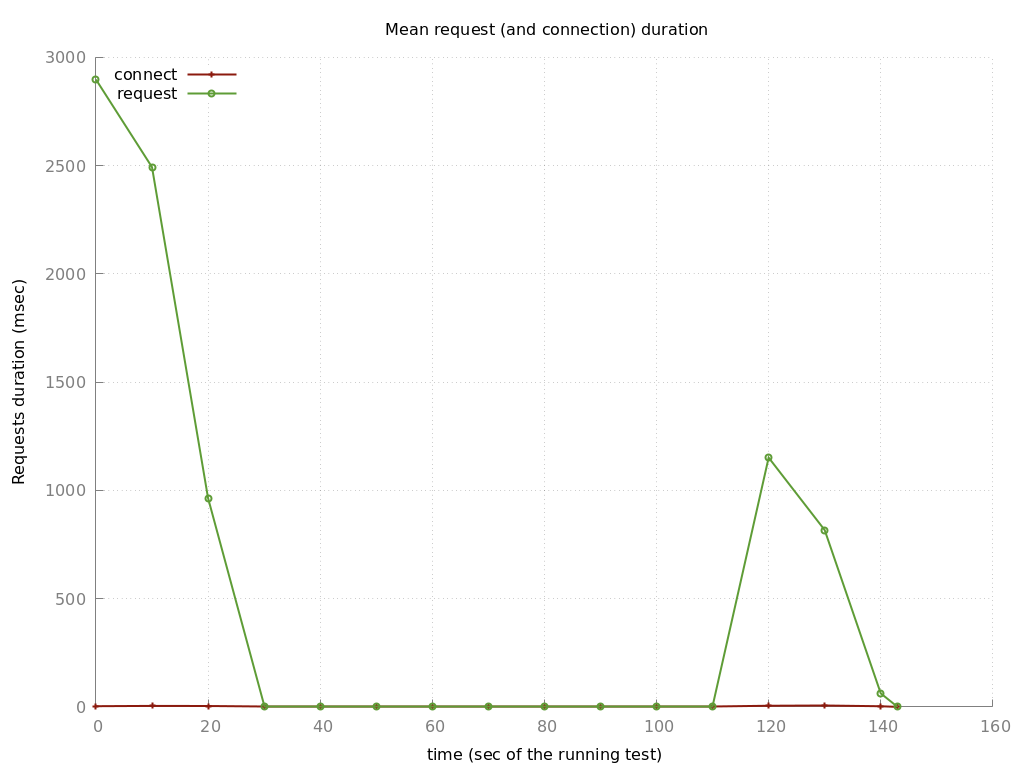 Mean request (and connection) duration
3000
connect
request
2500
2000
1500
1000
500
0
Requests duration (msec)
0 20 40 60 80 100 120 140 160
time (sec of the running test)